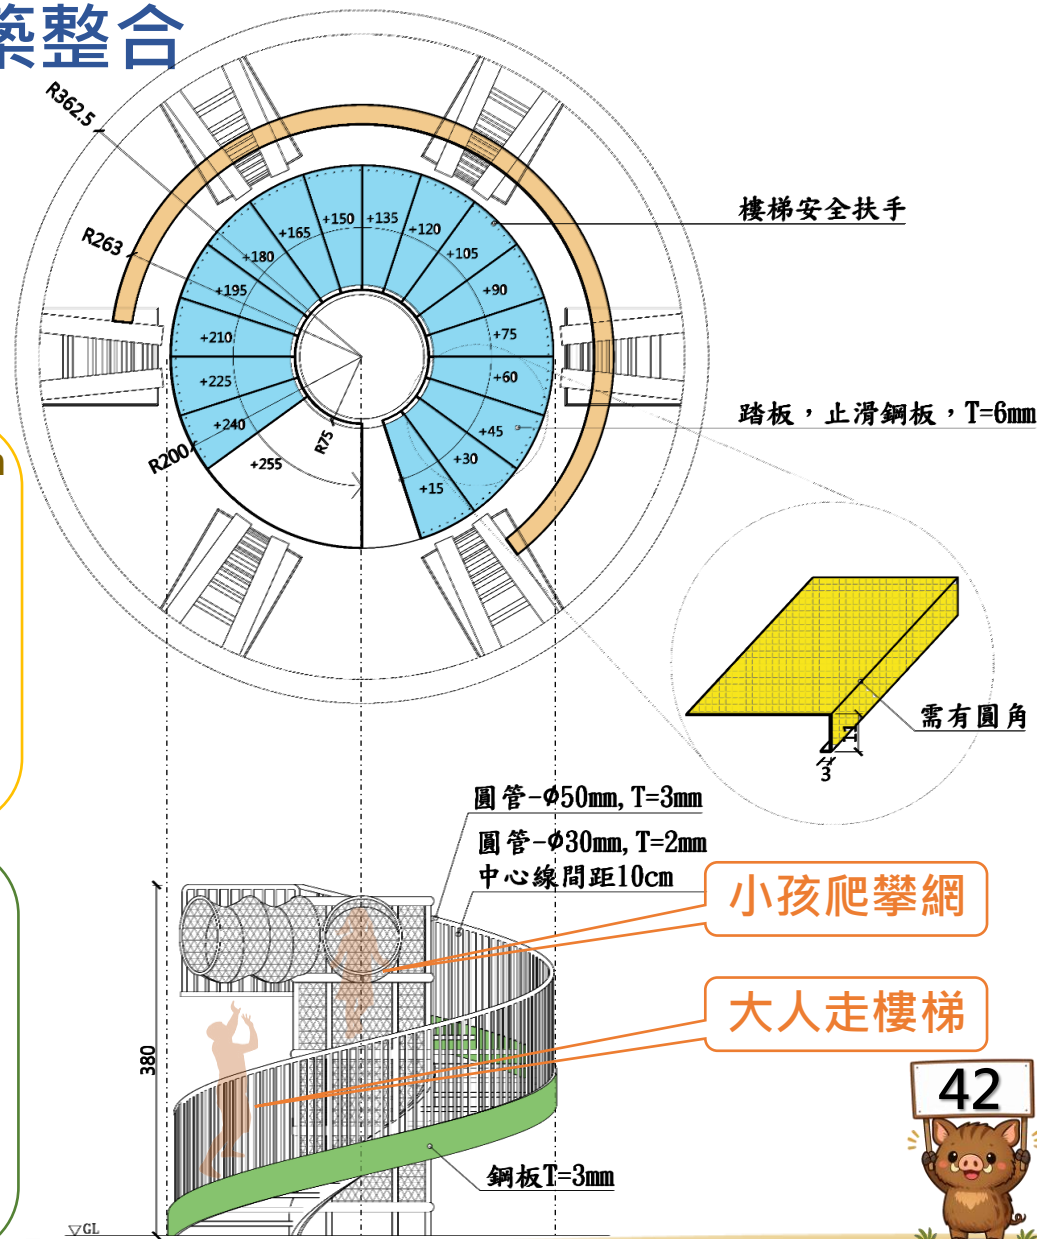 築整合
R362.5
R263
R200
R75
+150
+135
+165
+120
+180
+105
+195
+90
+210
+75
+225
+60
+240
+45
+255
+30
+15
樓梯安全扶手
踏板，止滑鋼板，T=6mm
需有圓角
3
圓管-Φ50mm, T=3mm
圓管-Φ30mm, T=2mm
中心線間距10cm
小孩爬攀網
大人走樓梯
380
鋼板T=3mm
GL
42